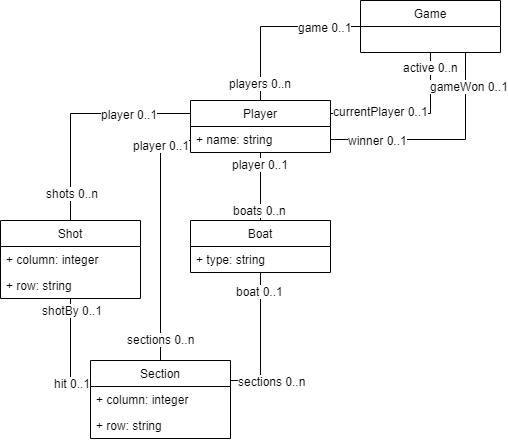 Game
game 0..1
active 0..n
gameWon 0..1
players 0..n
Player
currentPlayer 0..1
player 0..1
+ name: string
winner 0..1
player 0..1
player 0..1
shots 0..n
boats 0..n
Shot
Boat
+ column: integer
+ type: string
+ row: string
boat 0..1
shotBy 0..1
sections 0..n
Section
hit 0..1
sections 0..n
+ column: integer
+ row: string